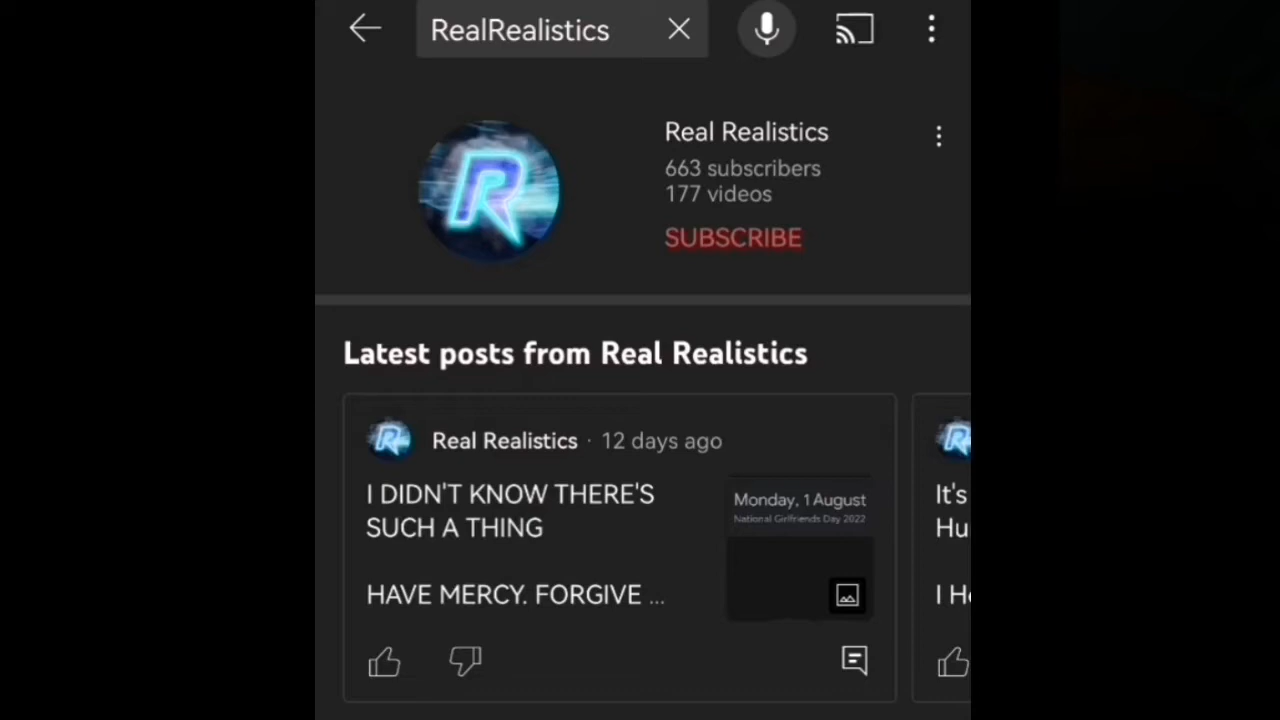 RealRealistics
R
Real Realistics
663 subscribers
177 videos
SUBSCRIBE
Latest posts from Real Realistics
R
Real Realistics · 12 days ago
I DIDN'T KNOW THERE'S
SUCH A THING
HAVE MERCY. FORGIVE ...
Monday, 1 August
National Girlfriends Day 2022
R
It's
Hu
I H